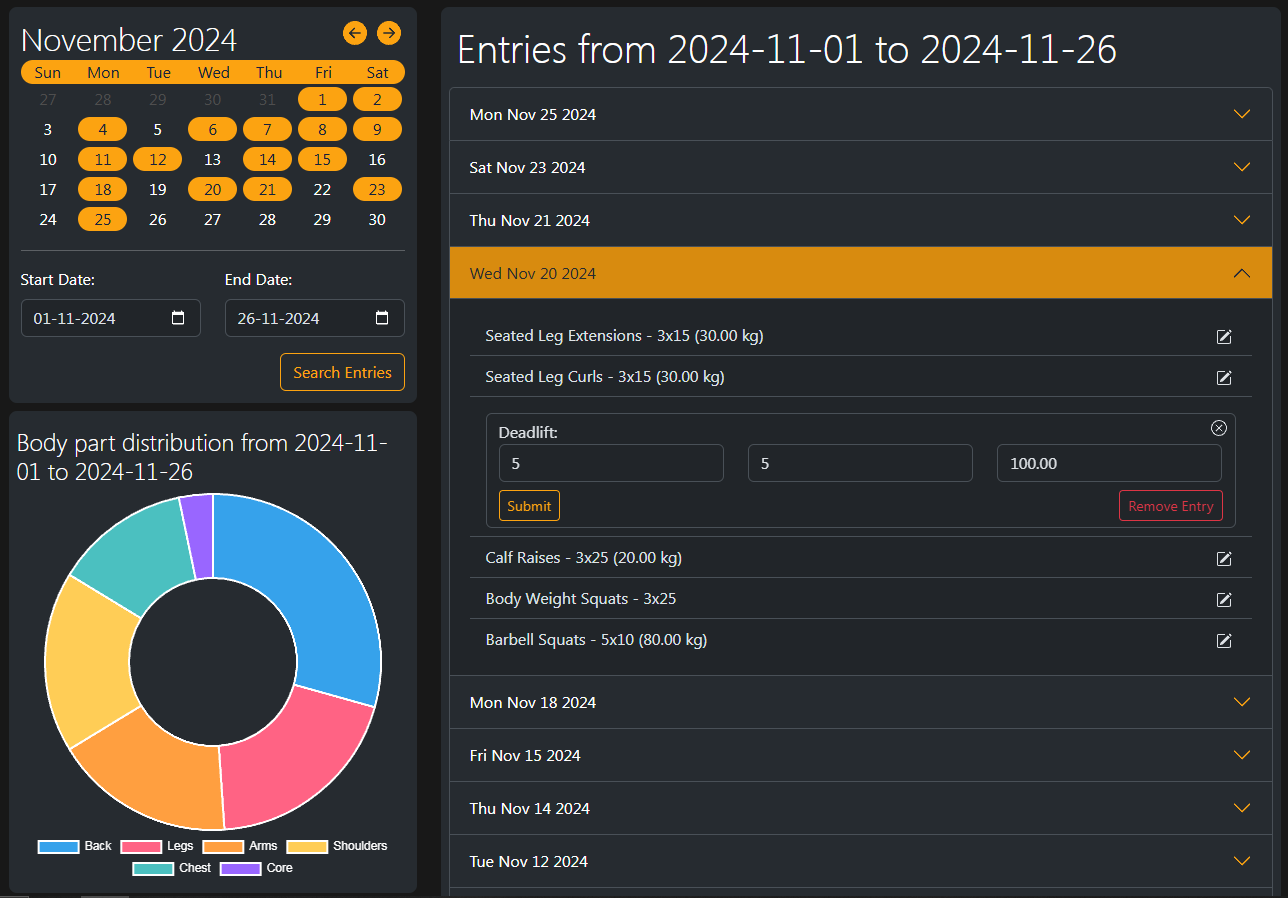 November 2024
Sun Mon Tue Wed Thu Fri Sat
27 28 29 30 31 1 2
3 4 5 6 7 8 9
10 11 12 13 14 15 16
17 18 19 20 21 22 23
24 25 26 27 28 29 30
Start Date: End Date:
01-11-2024 26-11-2024
Search Entries
Body part distribution from 2024-11-
01 to 2024-11-26
Back Legs Arms Shoulders
Chest Core
Entries from 2024-11-01 to 2024-11-26
Mon Nov 25 2024
Sat Nov 23 2024
Thu Nov 21 2024
Wed Nov 20 2024
Seated Leg Extensions - 3x15 (30.00 kg)
Seated Leg Curls - 3x15 (30.00 kg)
Deadlift:
5 5 100.00
Submit Remove Entry
Calf Raises - 3x25 (20.00 kg)
Body Weight Squats - 3x25
Barbell Squats - 5x10 (80.00 kg)
Mon Nov 18 2024
Fri Nov 15 2024
Thu Nov 14 2024
Tue Nov 12 2024